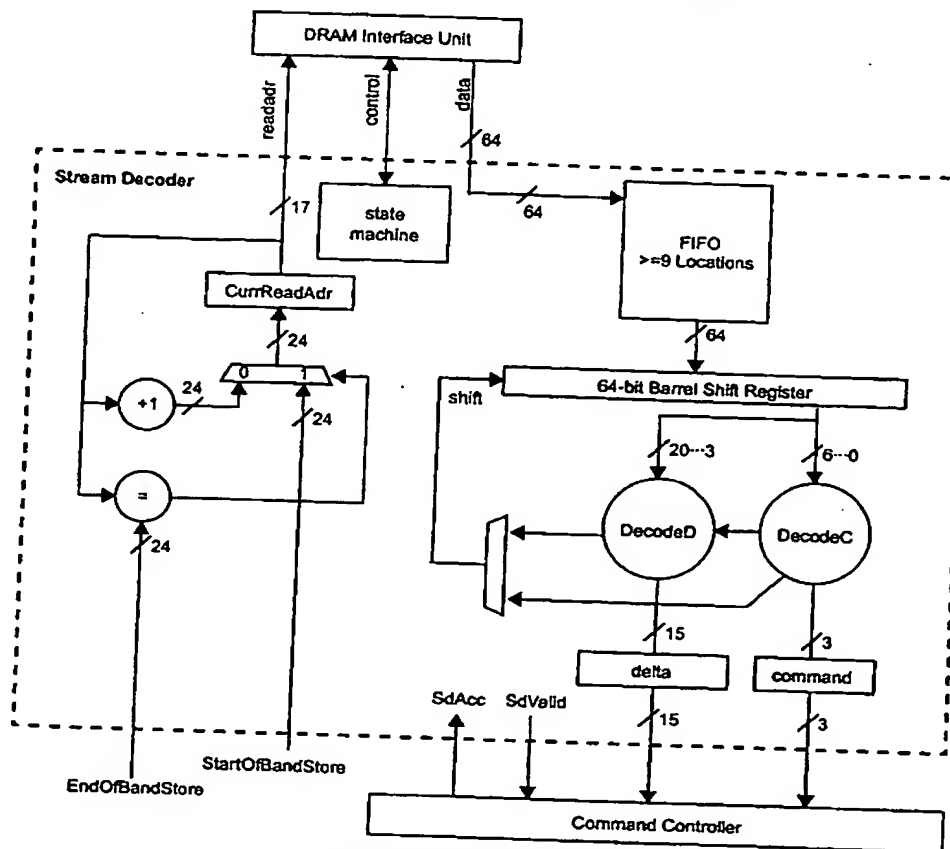 DRAM Interface Unit
readadr
control
data
64
Stream Decoder
17
state
machine
64
FIFO
>=9 Locations
CurrReadAdr
24
64
0 1
64-bit Barrel Shift Register
shift
+1
24
24
20---3
6---0
=
DecodeD
DecodeC
24
15
3
delta
command
SdAcc
SdValid
15
3
StartOfBandStore
EndOfBandStore
Command Controller